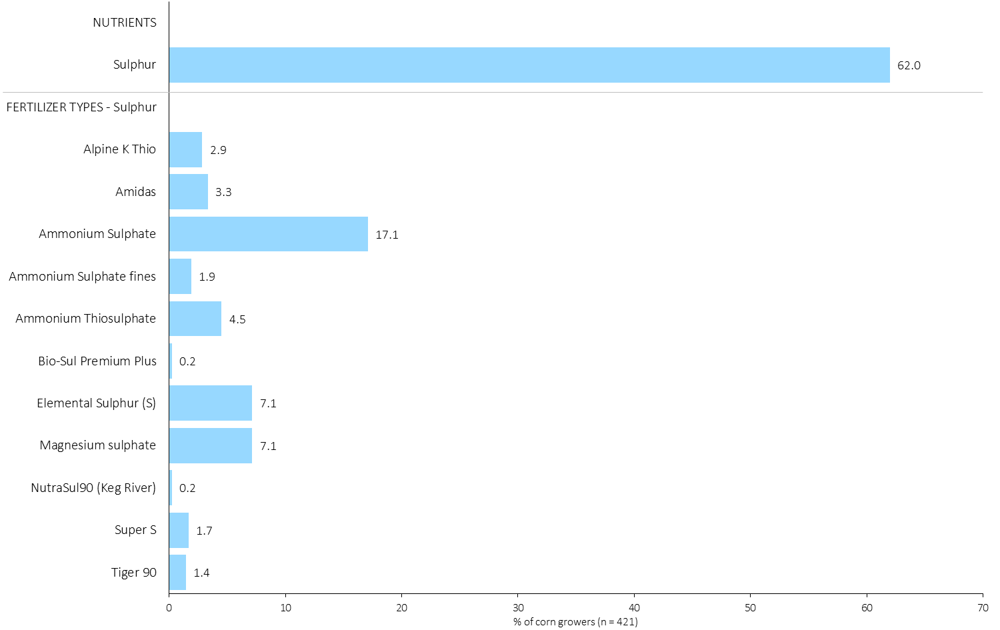 NUTRIENTS
Sulphur 62.0
FERTILIZER TYPES - Sulphur
Alpine K Thio 2.9
Amidas 3.3
Ammonium Sulphate 17.1
Ammonium Sulphate fines 1.9
Ammonium Thiosulphate 4.5
Bio-Sul Premium Plus 0.2
Elemental Sulphur (S) 7.1
Magnesium sulphate 7.1
NutraSul90 (Keg River) 0.2
Super S 1.7
Tiger 90 1.4
0 10 20 30 40 50 60 70
% of corn growers (n = 421)